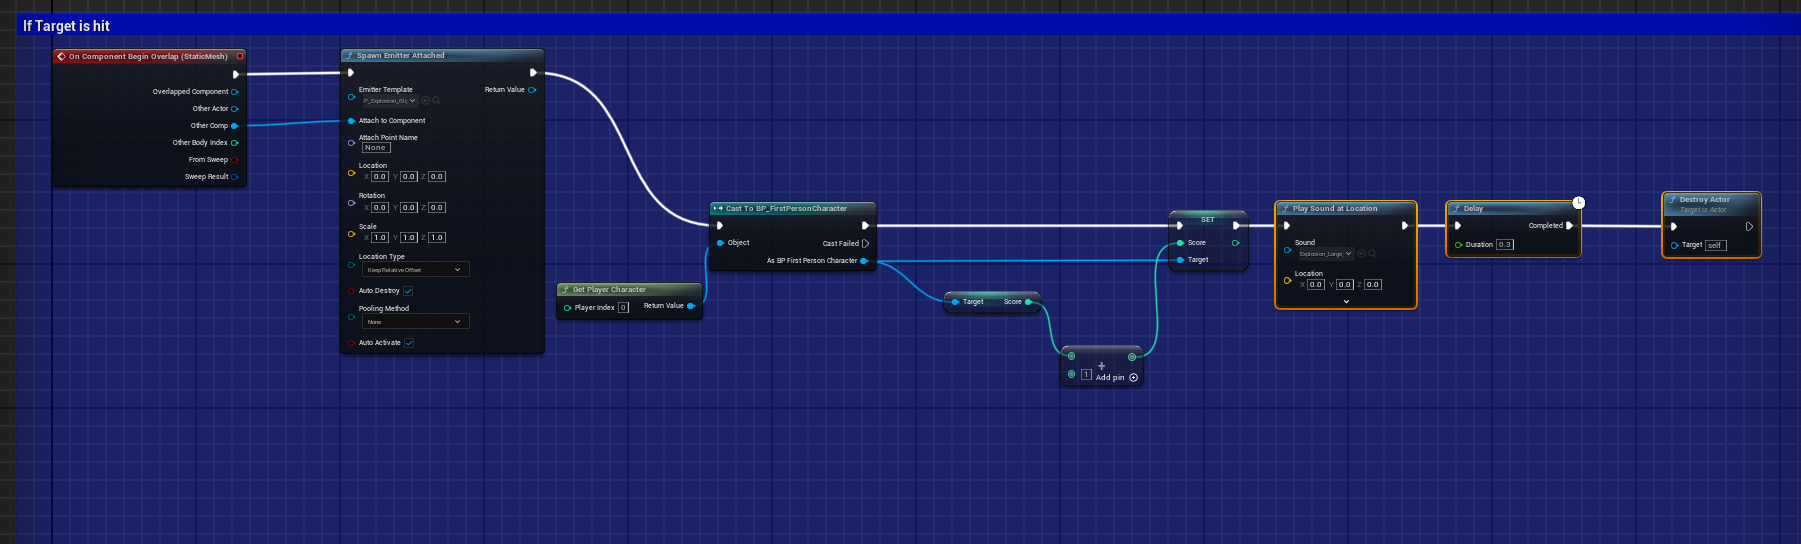 If Target is hit
On Component Begin Overlap (StaticMesh)
Overlapped Component
Other Actor
Other Comp
Other Body Index
From Sweep
Sweep Result
Spawn Emitter Attached
Emitter Template
Return Value
P_Explosion_Big
Attach to Component
Attach Point Name
None
Location
X 0.0 Y 0.0 Z 0.0
Rotation
X 0.0 Y 0.0 Z 0.0
Scale
X 1.0 Y 1.0 Z 1.0
Location Type
Keep Relative Offset
Auto Destroy
Pooling Method
None
Auto Activate
Get Player Character
Player Index 0 Return Value
Cast To BP_FirstPersonCharacter
Object Cast Failed
As BP First Person Character
Target Score
1 Add pin
SET
Score
Target
Play Sound at Location
Sound
Explosion_Large
Location
X 0.0 Y 0.0 Z 0.0
Delay
Completed
Duration 0.3
Destroy Actor
Target is Actor
Target self